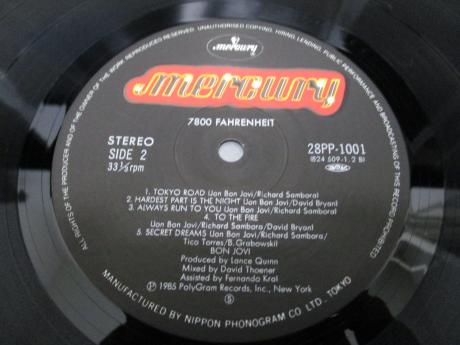 ALL RIGHTS OF THE PRODUCER AND OF THE OWNER OF THE WORK REPRODUCED RESERVED. UNAUTHORISED COPYING, HIRING, LENDING, PUBLIC PERFORMANCE AND BROADCASTING OF THIS RECORD PROHIBITED
mercury
mercury
7800 FAHRENHEIT
STEREO
SIDE 2
33⅓rpm
28PP-1001
(824 509-1.2 B)
1. TOKYO ROAD (Jon Bon Jovi/Richard Sambora)
2. HARDEST PART IS THE NIGHT (Jon Bon Jovi/David Bryan)
3. ALWAYS RUN TO YOU (Jon Bon Jovi/Richard Sambora)
4. TO THE FIRE
(Jon Bon Jovi/Richard Sambora/David Bryan)
5. SECRET DREAMS (Jon Bon Jovi/Richard Sambora/
Tico Torres/B.Grabowski)
BON JOVI
Produced by Lance Quinn
Mixed by David Thoener
Assisted by Fernando Kral
Ⓟ 1985 PolyGram Records, Inc., New York
Ⓢ
MANUFACTURED BY NIPPON PHONOGRAM CO., LTD., TOKYO